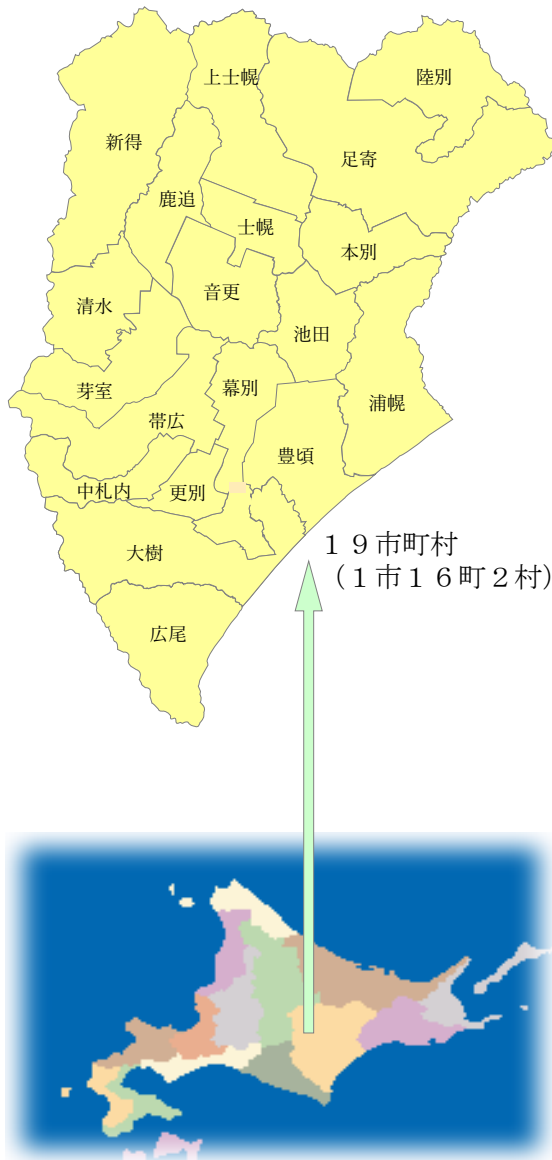 上士幌
陸別
新得
足寄
鹿追
士幌
本別
音更
清水
池田
芽室
幕別
浦幌
帯広
豊頃
中札内
更別
大樹
広尾
１９市町村
（１市１６町２村）